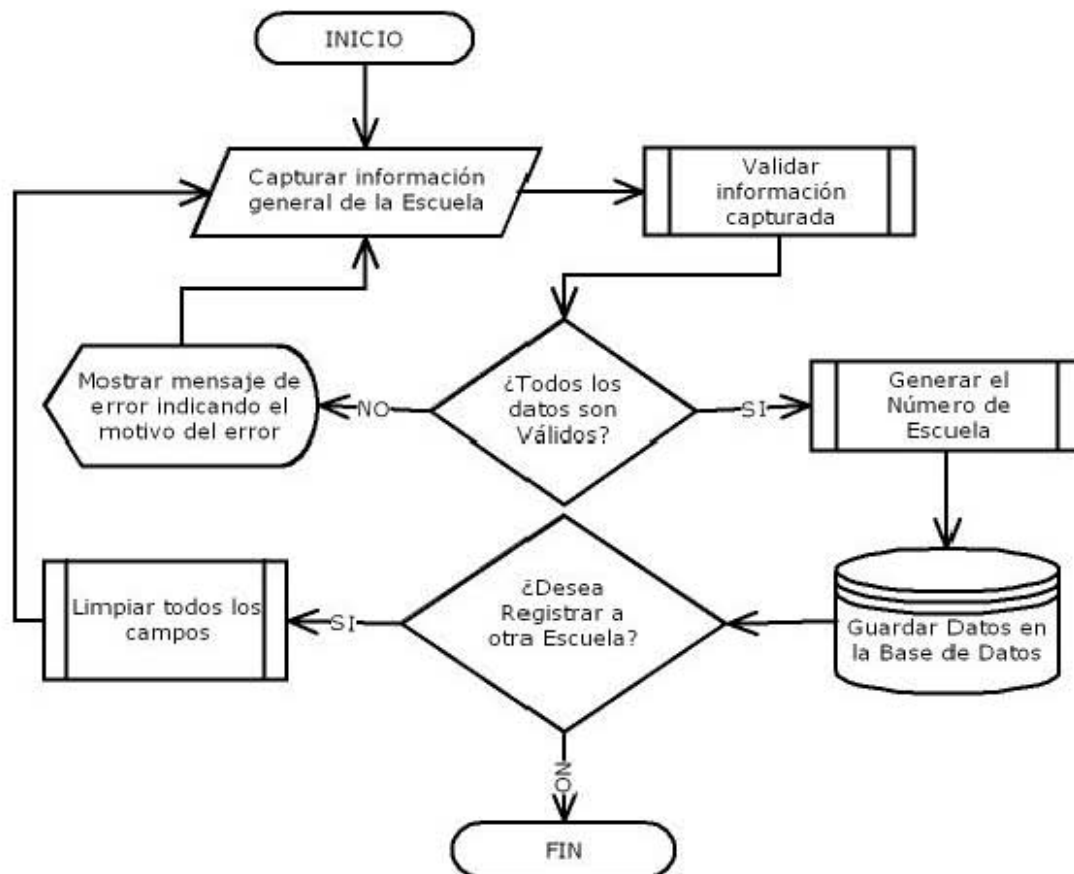 INICIO
Capturar información
general de la Escuela
Validar
información
capturada
¿Todos los
datos son
Válidos?
NO
Mostrar mensaje de
error indicando el
motivo del error
SI
Generar el
Número de
Escuela
Guardar Datos en
la Base de Datos
¿Desea
Registrar a
otra Escuela?
SI
Limpiar todos los
campos
NO
FIN